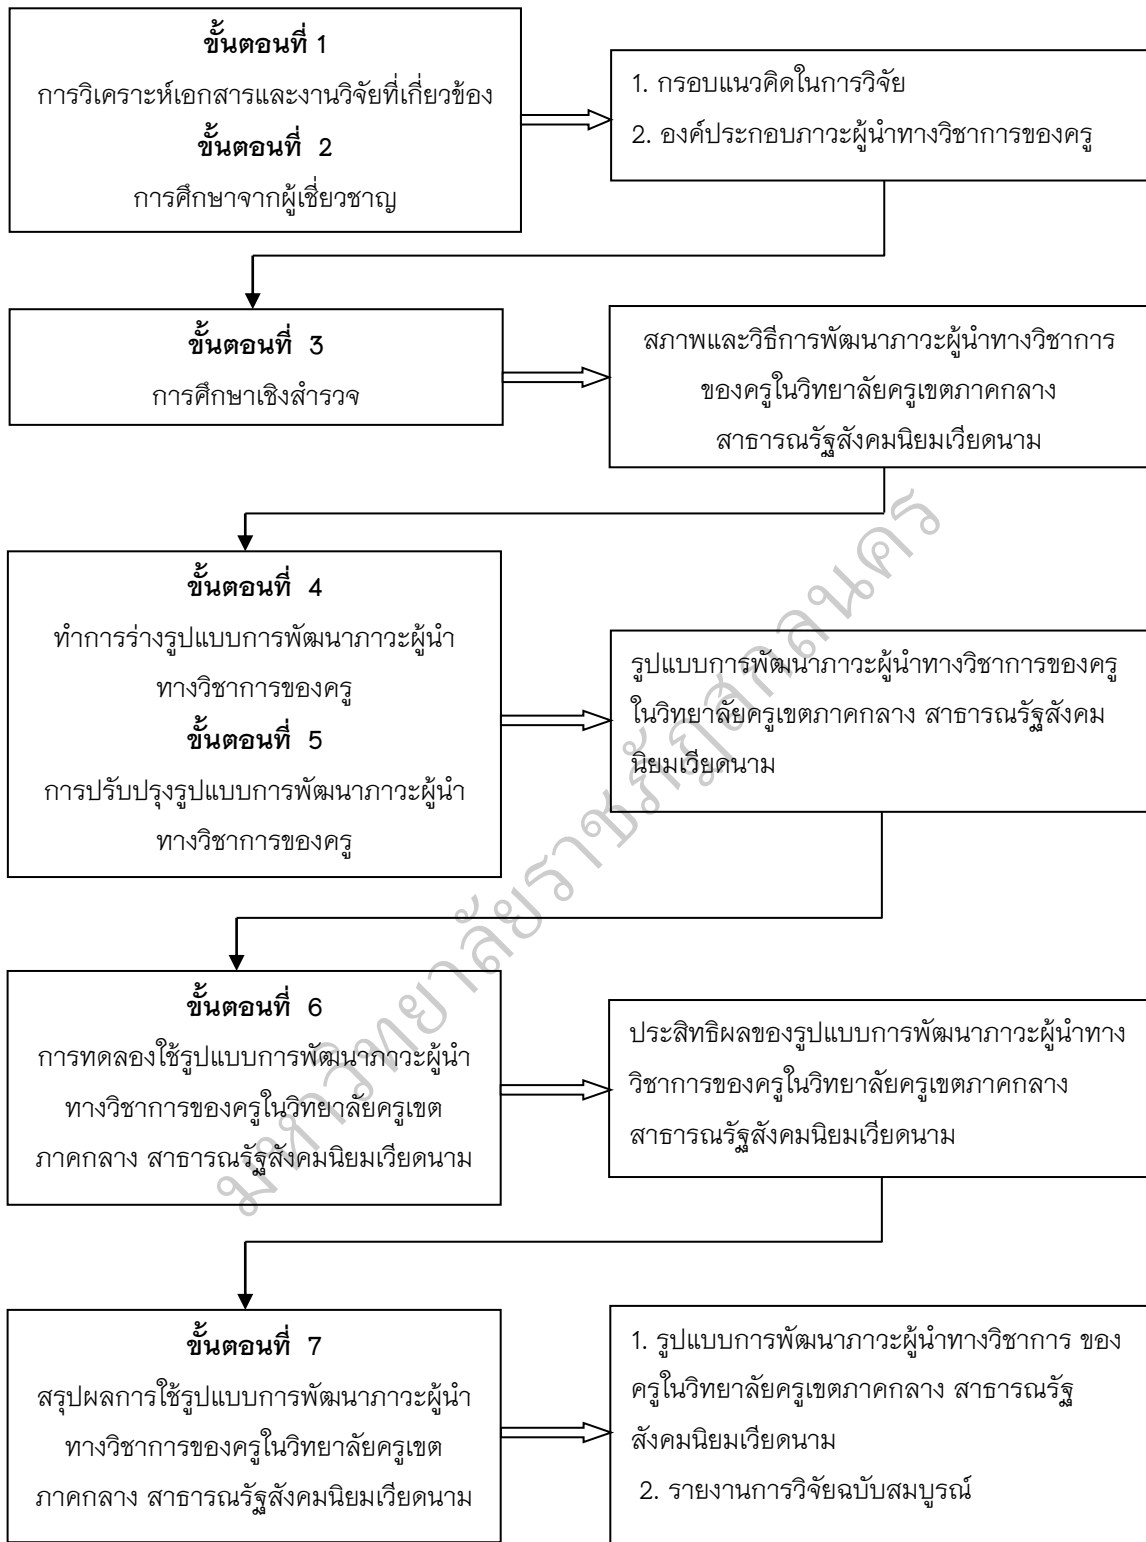 ขั้นตอนที่ 1
การวิเคราะห์เอกสารและงานวิจัยที่เกี่ยวข้อง
ขั้นตอนที่ 2
การศึกษาจากผู้เชี่ยวชาญ
1. กรอบแนวคิดในการวิจัย
2. องค์ประกอบภาวะผู้นำทางวิชาการของครู
ขั้นตอนที่ 3
การศึกษาเชิงสำรวจ
สภาพและวิธีการพัฒนาภาวะผู้นำทางวิชาการ
ของครูในวิทยาลัยครูเขตภาคกลาง
สาธารณรัฐสังคมนิยมเวียดนาม
ขั้นตอนที่ 4
ทำการร่างรูปแบบการพัฒนาภาวะผู้นำ
ทางวิชาการของครู
ขั้นตอนที่ 5
การปรับปรุงรูปแบบการพัฒนาภาวะผู้นำ
ทางวิชาการของครู
รูปแบบการพัฒนาภาวะผู้นำทางวิชาการของครู
ในวิทยาลัยครูเขตภาคกลาง สาธารณรัฐสังคม
นิยมเวียดนาม
ขั้นตอนที่ 6
การทดลองใช้รูปแบบการพัฒนาภาวะผู้นำ
ทางวิชาการของครูในวิทยาลัยครูเขต
ภาคกลาง สาธารณรัฐสังคมนิยมเวียดนาม
ประสิทธิผลของรูปแบบการพัฒนาภาวะผู้นำทาง
วิชาการของครูในวิทยาลัยครูเขตภาคกลาง
สาธารณรัฐสังคมนิยมเวียดนาม
ขั้นตอนที่ 7
สรุปผลการใช้รูปแบบการพัฒนาภาวะผู้นำ
ทางวิชาการของครูในวิทยาลัยครูเขต
ภาคกลาง สาธารณรัฐสังคมนิยมเวียดนาม
1. รูปแบบการพัฒนาภาวะผู้นำทางวิชาการ ของ
ครูในวิทยาลัยครูเขตภาคกลาง สาธารณรัฐ
สังคมนิยมเวียดนาม
2. รายงานการวิจัยฉบับสมบูรณ์
มหาวิทยาลัยราชภัฏสกลนคร